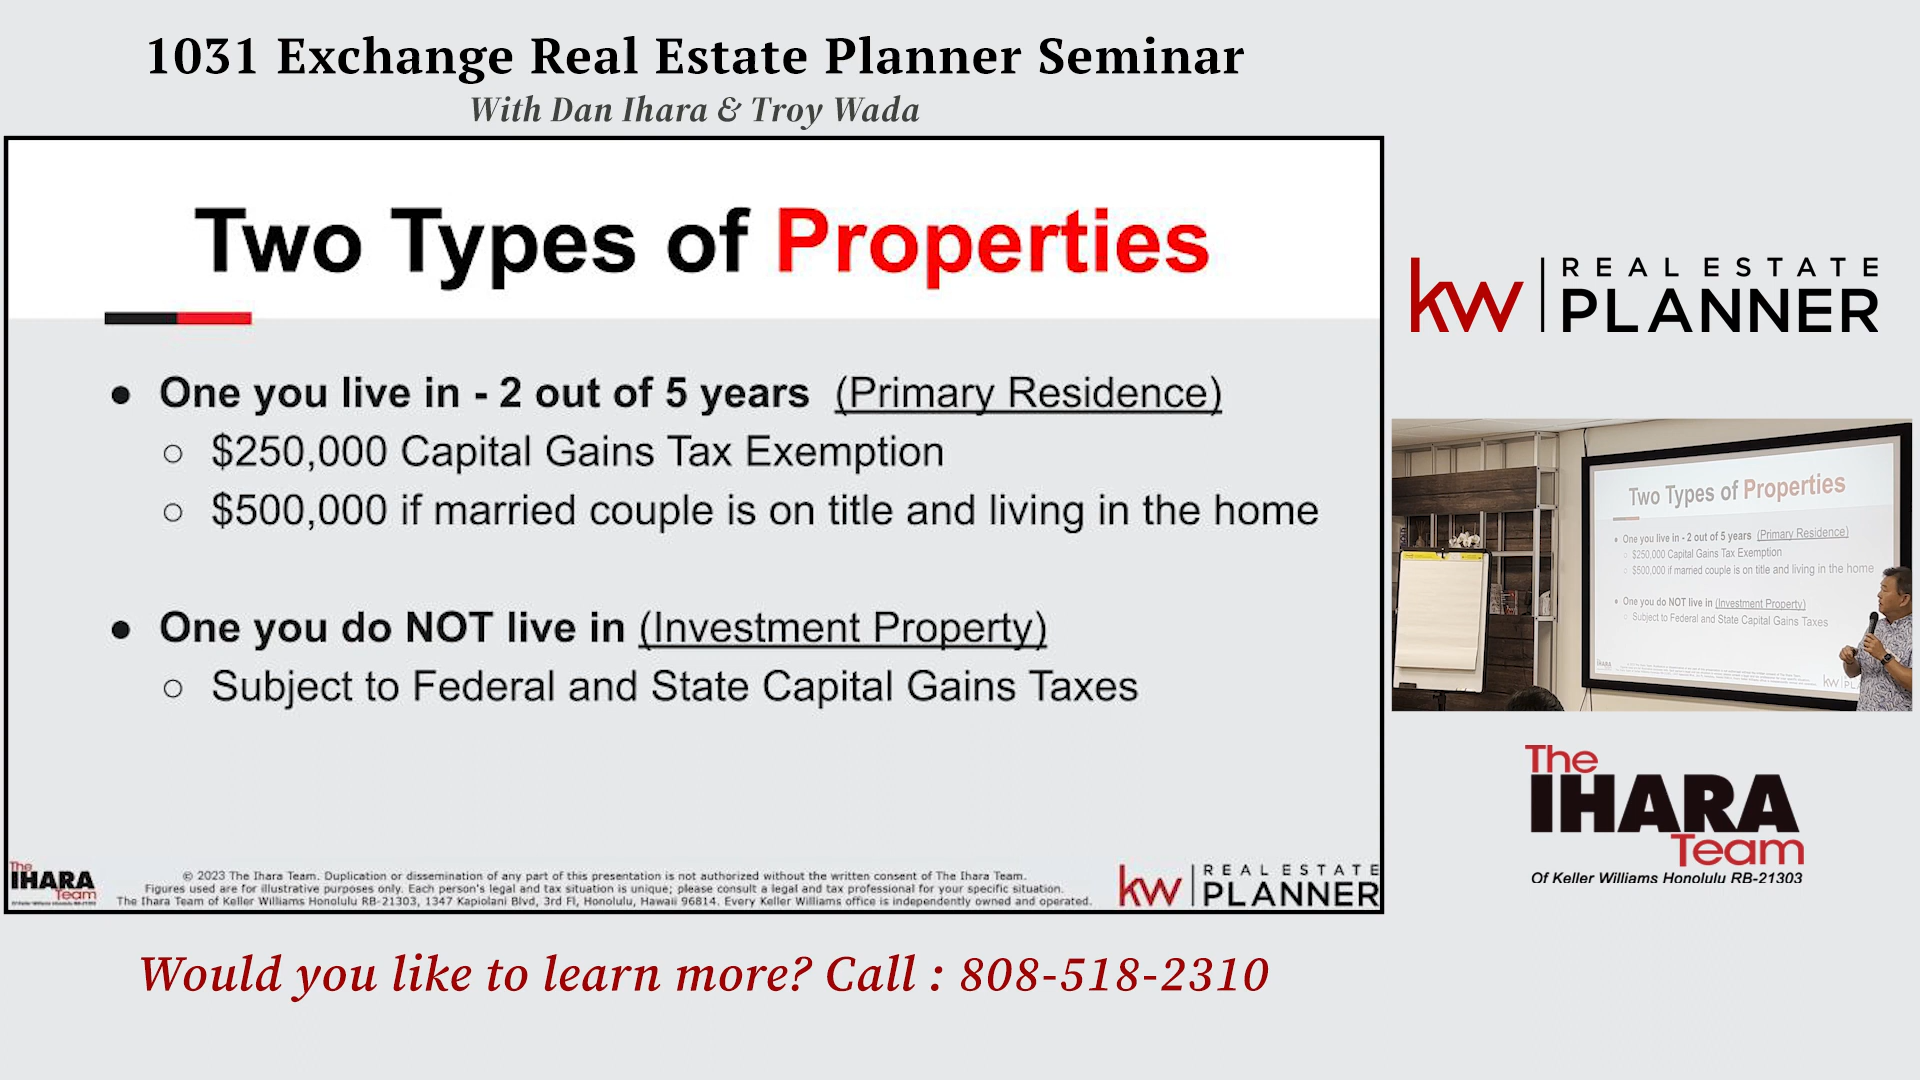 1031 Exchange Real Estate Planner Seminar
With Dan Ihara & Troy Wada
Two Types of Properties
● One you live in - 2 out of 5 years (Primary Residence)
○ $250,000 Capital Gains Tax Exemption
○ $500,000 if married couple is on title and living in the home
● One you do NOT live in (Investment Property)
○ Subject to Federal and State Capital Gains Taxes
The
IHARA
Team
© 2023 The Ihara Team. Duplication or dissemination of any part of this presentation is not authorized without the written consent of The Ihara Team.
Figures used are for illustrative purposes only. Each person's legal and tax situation is unique; please consult a legal and tax professional for your specific situation.
The Ihara Team of Keller Williams Honolulu RB-21303, 1347 Kapiolani Blvd, 3rd Fl, Honolulu, Hawaii 96814. Every Keller Williams office is independently owned and operated.
kw REAL ESTATE
PLANNER
Would you like to learn more? Call : 808-518-2310
kw REAL ESTATE
PLANNER
Two Types of Properties
One you live in - 2 out of 5 years (Primary Residence)
$250,000 Capital Gains Tax Exemption
$500,000 if married couple is on title and living in the home
One you do NOT live in (Investment Property)
Subject to Federal and State Capital Gains Taxes
IHARA
kw PL
The
IHARA
Team
Of Keller Williams Honolulu RB-21303